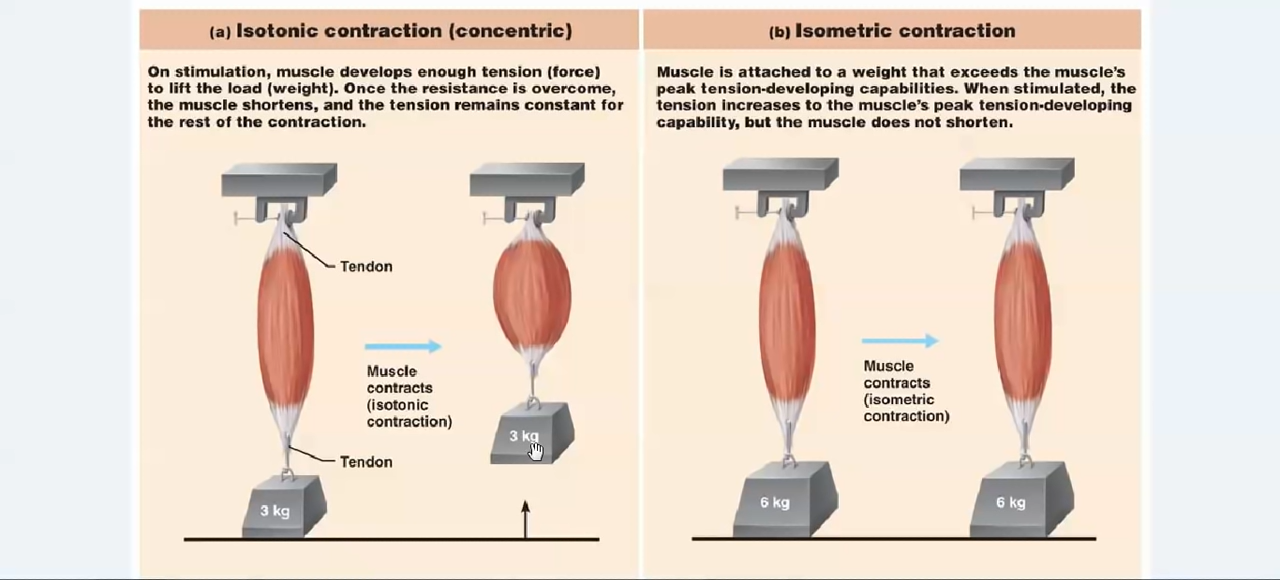 (a) Isotonic contraction (concentric)
On stimulation, muscle develops enough tension (force)
to lift the load (weight). Once the resistance is overcome,
the muscle shortens, and the tension remains constant for
the rest of the contraction.
Tendon
Muscle
contracts
(isotonic
contraction)
Tendon
3 kg
3 kg
(b) Isometric contraction
Muscle is attached to a weight that exceeds the muscle's
peak tension-developing capabilities. When stimulated, the
tension increases to the muscle's peak tension-developing
capability, but the muscle does not shorten.
Muscle
contracts
(isometric
contraction)
6 kg
6 kg